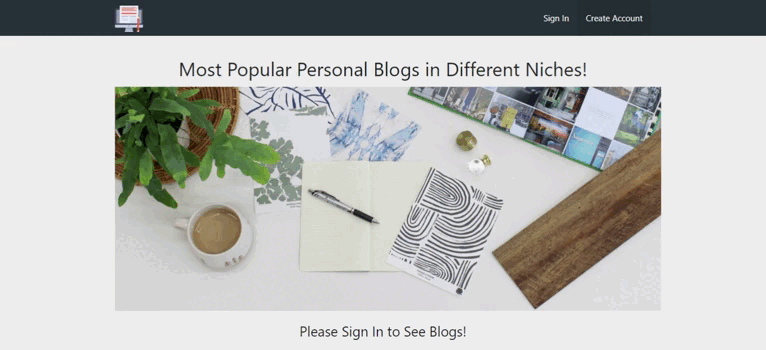 Sign In
Create Account
Most Popular Personal Blogs in Different Niches!
Please Sign In to See Blogs!